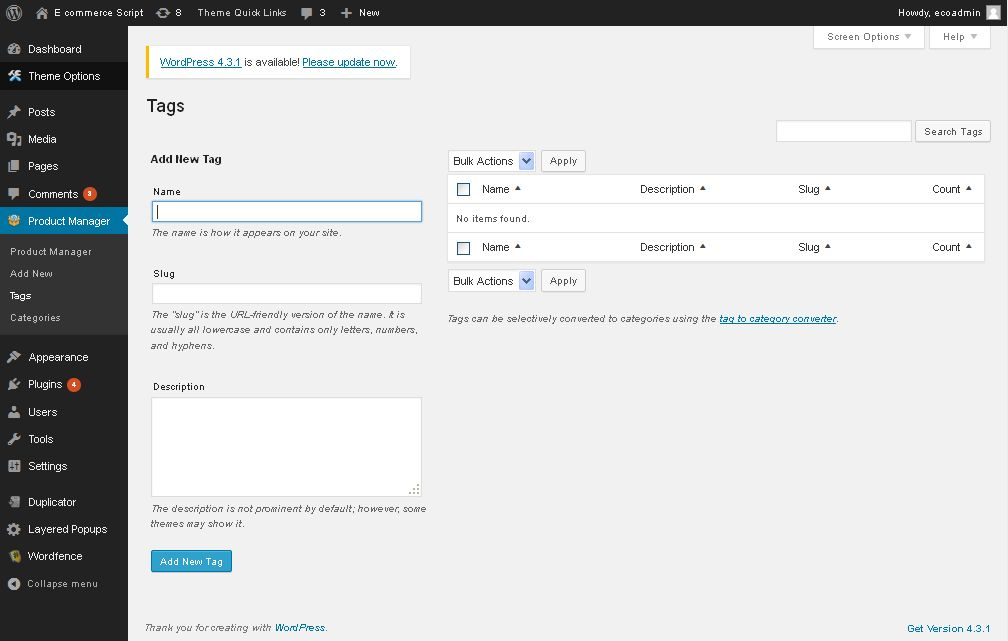 E commerce Script 8 Theme Quick Links 3 New Howdy, ecoadmin
Screen Options Help
Dashboard
Theme Options
Posts
Media
Pages
Comments 3
Product Manager
Product Manager
Add New
Tags
Categories
Appearance
Plugins 4
Users
Tools
Settings
Duplicator
Layered Popups
Wordfence
Collapse menu
WordPress 4.3.1 is available! Please update now.
Tags
Search Tags
Add New Tag
Name
The name is how it appears on your site.
Slug
The "slug" is the URL-friendly version of the name. It is
usually all lowercase and contains only letters, numbers,
and hyphens.
Description
The description is not prominent by default; however, some
themes may show it.
Add New Tag
Bulk Actions Apply
Name Description Slug Count
No items found.
Name Description Slug Count
Bulk Actions Apply
Tags can be selectively converted to categories using the tag to category converter.
Thank you for creating with WordPress.
Get Version 4.3.1